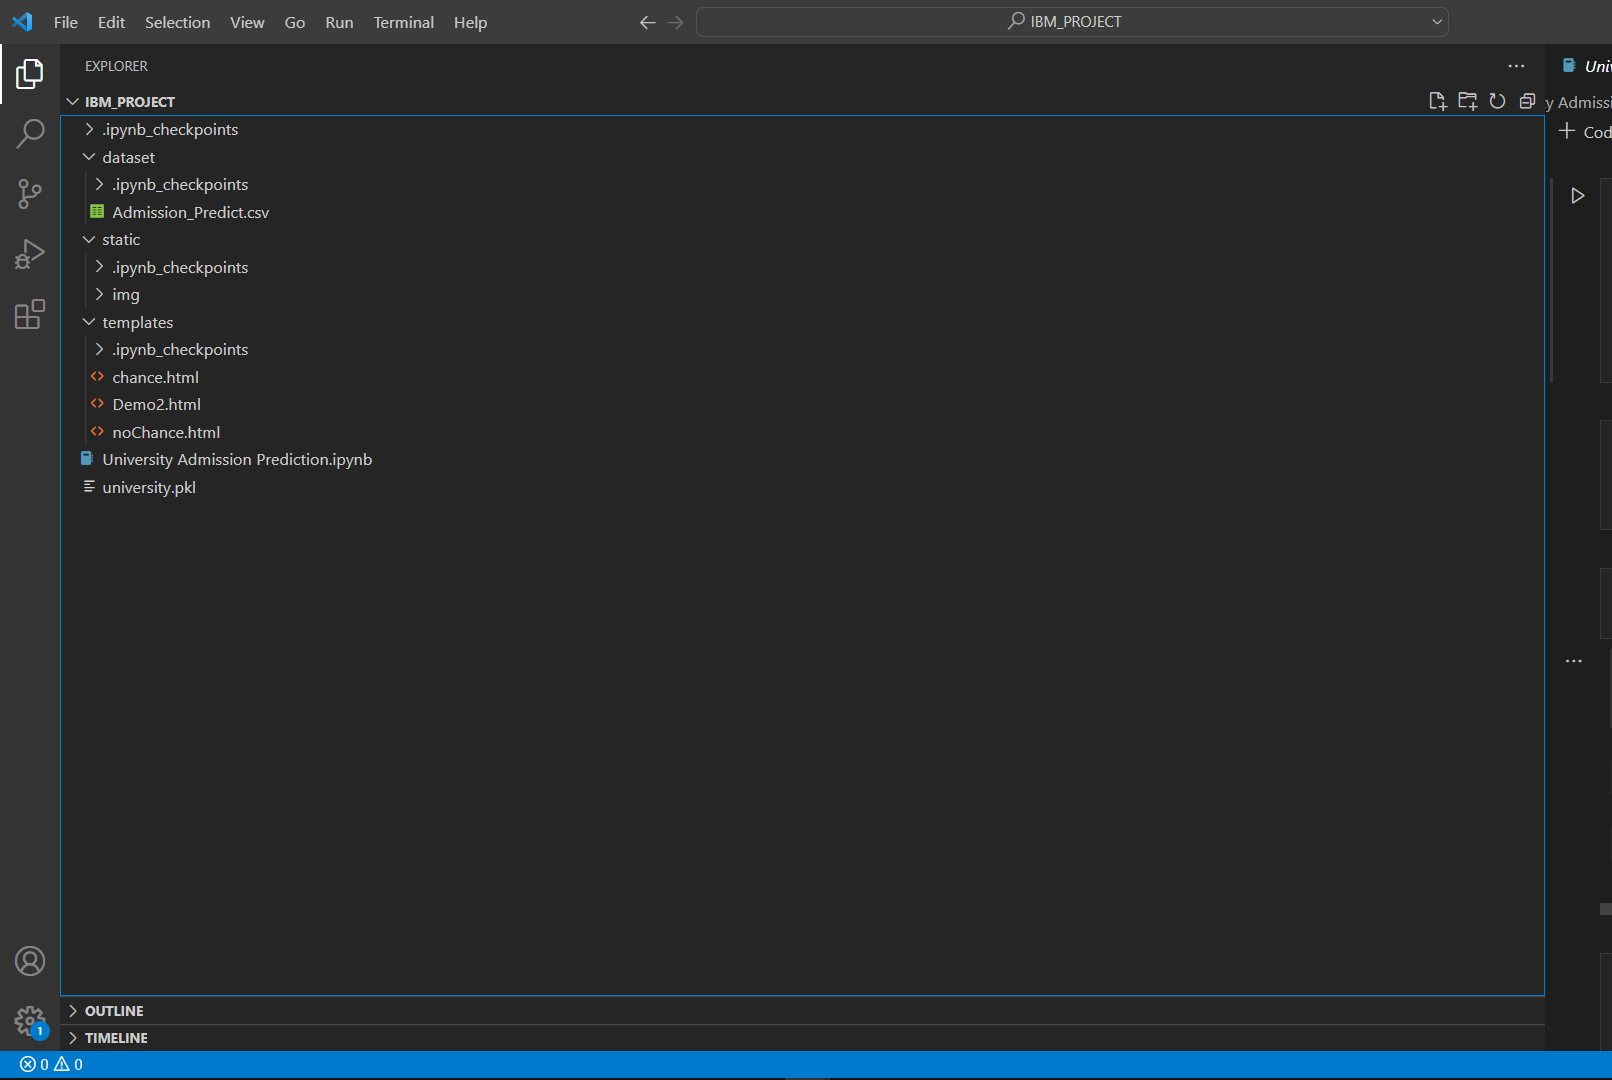 File Edit Selection View Go Run Terminal Help IBM_PROJECT
EXPLORER
Uni
IBM_PROJECT
y Admissi
.ipynb_checkpoints
Cod
dataset
.ipynb_checkpoints
Admission_Predict.csv
static
.ipynb_checkpoints
img
templates
.ipynb_checkpoints
chance.html
Demo2.html
noChance.html
University Admission Prediction.ipynb
university.pkl
OUTLINE
1
TIMELINE
0 0